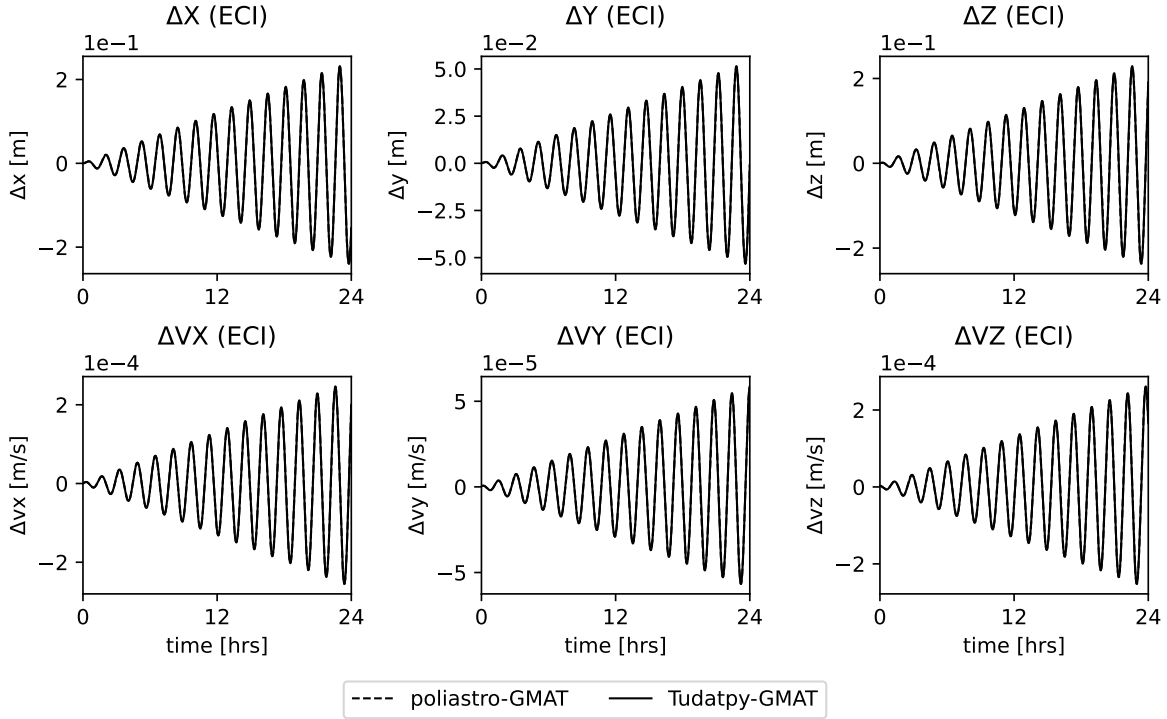 ΔX (ECI)
1e−1
Δx [m]
2
0
−2
0 12 24
ΔY (ECI)
1e−2
Δy [m]
5.0
2.5
0.0
−2.5
−5.0
0 12 24
ΔZ (ECI)
1e−1
Δz [m]
2
0
−2
0 12 24
ΔVX (ECI)
1e−4
Δvx [m/s]
2
0
−2
0 12 24
time [hrs]
ΔVY (ECI)
1e−5
Δvy [m/s]
5
0
−5
0 12 24
time [hrs]
ΔVZ (ECI)
1e−4
Δvz [m/s]
2
0
−2
0 12 24
time [hrs]
poliastro-GMAT Tudatpy-GMAT